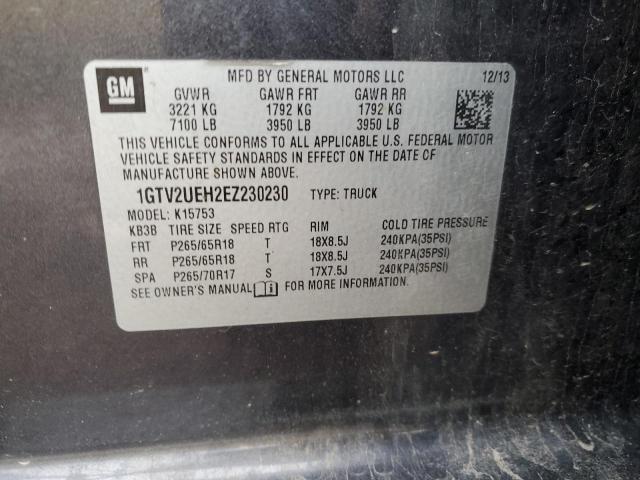 GM
MFD BY GENERAL MOTORS LLC 12/13
GVWR GAWR FRT GAWR RR
3221 KG 1792 KG 1792 KG
7100 LB 3950 LB 3950 LB
THIS VEHICLE CONFORMS TO ALL APPLICABLE U.S. FEDERAL MOTOR
VEHICLE SAFETY STANDARDS IN EFFECT ON THE DATE OF
MANUFACTURE SHOWN ABOVE.
1GTV2UEH2EZ230230 TYPE: TRUCK
MODEL: K15753
KB3B TIRE SIZE SPEED RTG RIM COLD TIRE PRESSURE
FRT P265/65R18 T 18X8.5J 240KPA(35PSI)
RR P265/65R18 T 18X8.5J 240KPA(35PSI)
SPA P265/70R17 S 17X7.5J 240KPA(35PSI)
SEE OWNER'S MANUAL FOR MORE INFORMATION.